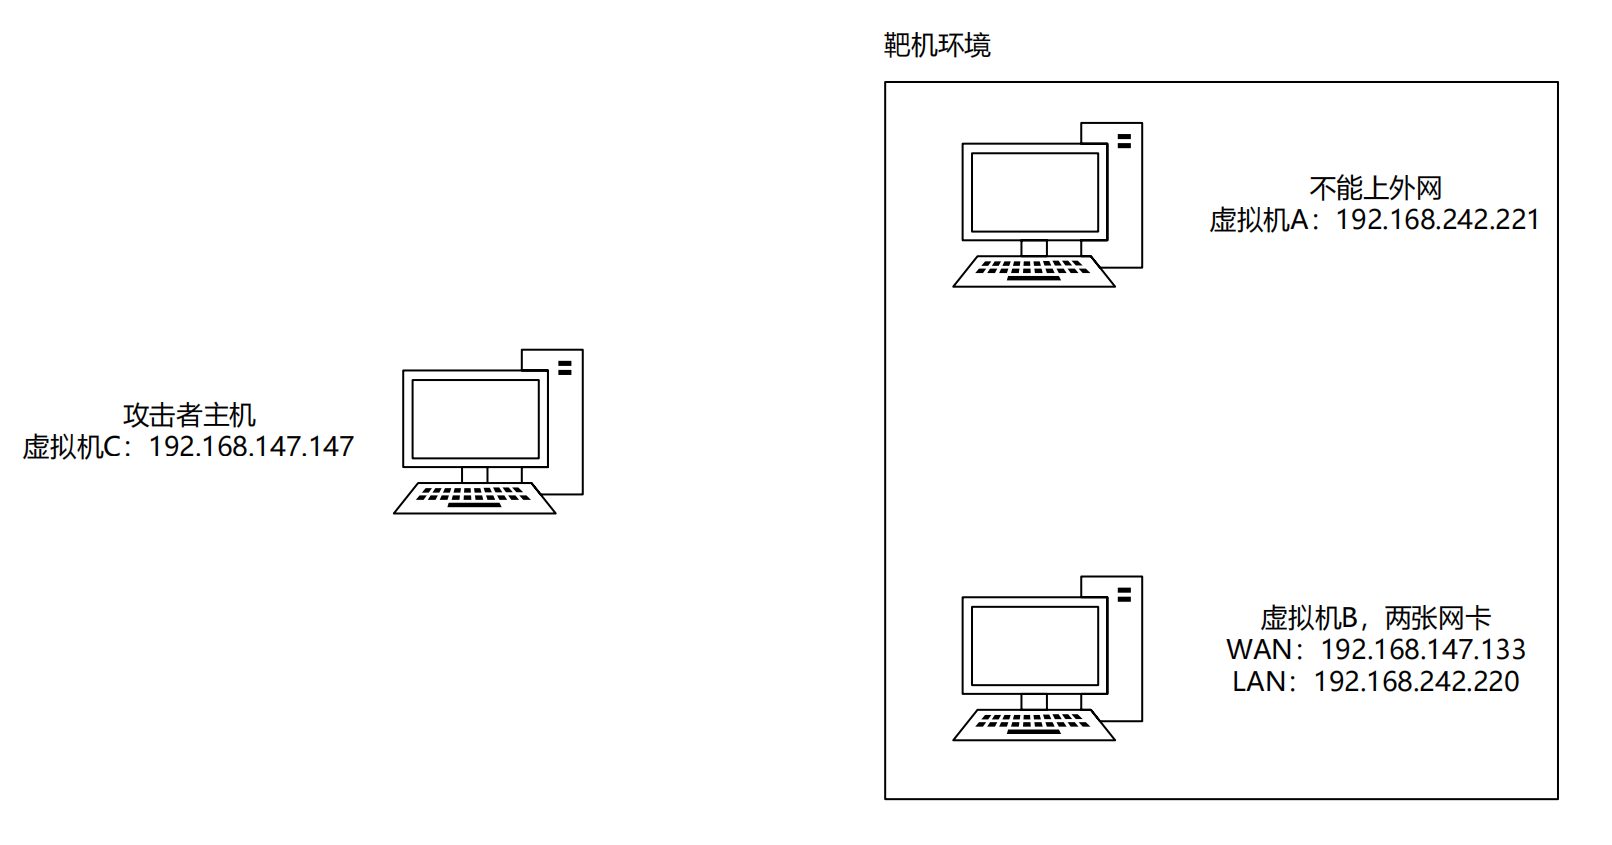 靶机环境
不能上外网
虚拟机A：192.168.242.221
攻击者主机
虚拟机C：192.168.147.147
虚拟机B，两张网卡
WAN：192.168.147.133
LAN：192.168.242.220